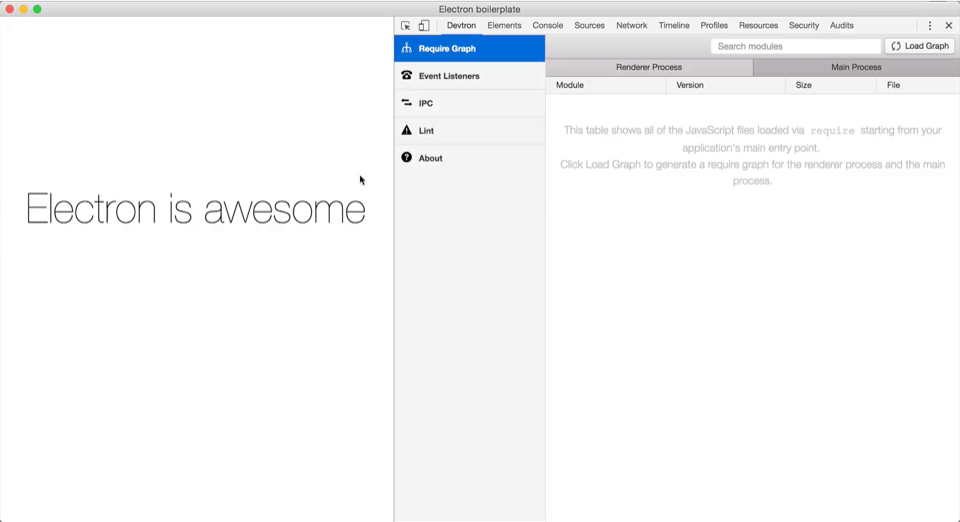 Electron boilerplate
Devtron Elements Console Sources Network Timeline Profiles Resources Security Audits
Require Graph
Search modules
Load Graph
Event Listeners
Renderer Process
Main Process
Module Version Size File
IPC
Lint
About
This table shows all of the JavaScript files loaded via require starting from your
application's main entry point.
Click Load Graph to generate a require graph for the renderer process and the main
process.
Electron is awesome